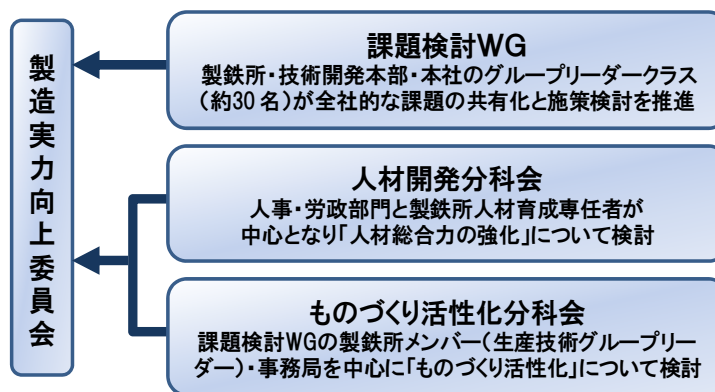 製造実力向上委員会
課題検討WG
製鉄所・技術開発本部・本社のグループリーダークラス
（約30名）が全社的な課題の共有化と施策検討を推進
人材開発分科会
人事・労政部門と製鉄所人材育成専任者が
中心となり「人材総合力の強化」について検討
ものづくり活性化分科会
課題検討WGの製鉄所メンバー（生産技術グループリー
ダー）・事務局を中心に「ものづくり活性化」について検討